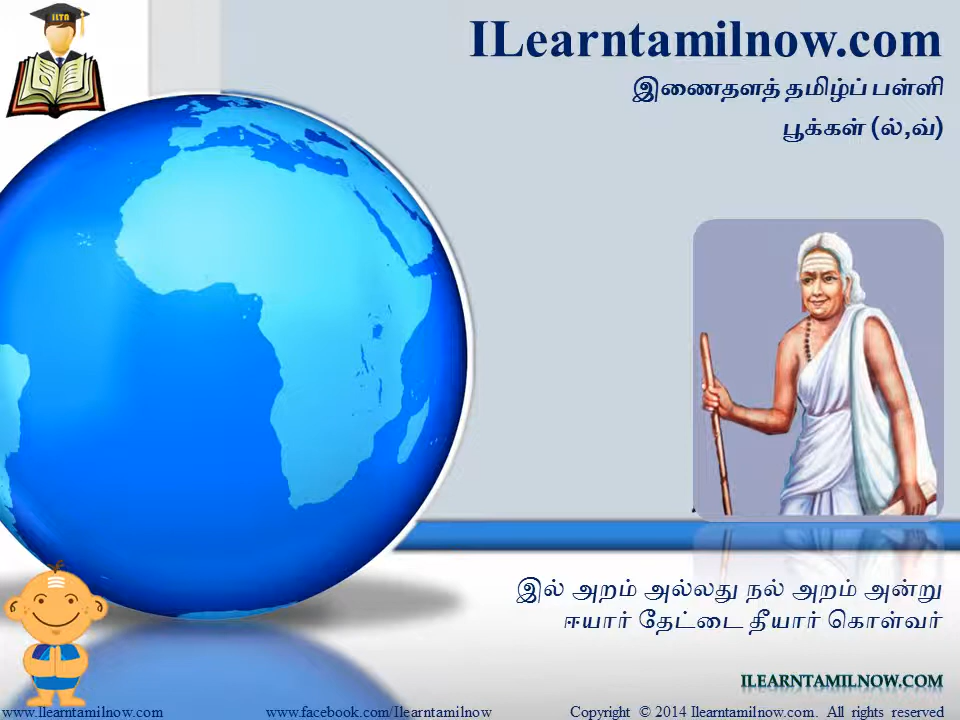 ILTN
ILearntamilnow.com
இணைதளத் தமிழ்ப் பள்ளி
பூக்கள் (ல்,வ்)
இல் அறம் அல்லது நல் அறம் அன்று
ஈயார் தேட்டை தீயார் கொள்வர்
ILEARNTAMILNOW.COM
www.Ilearntamilnow.com www.facebook.com/Ilearntamilnow Copyright © 2014 Ilearntamilnow.com. All rights reserved